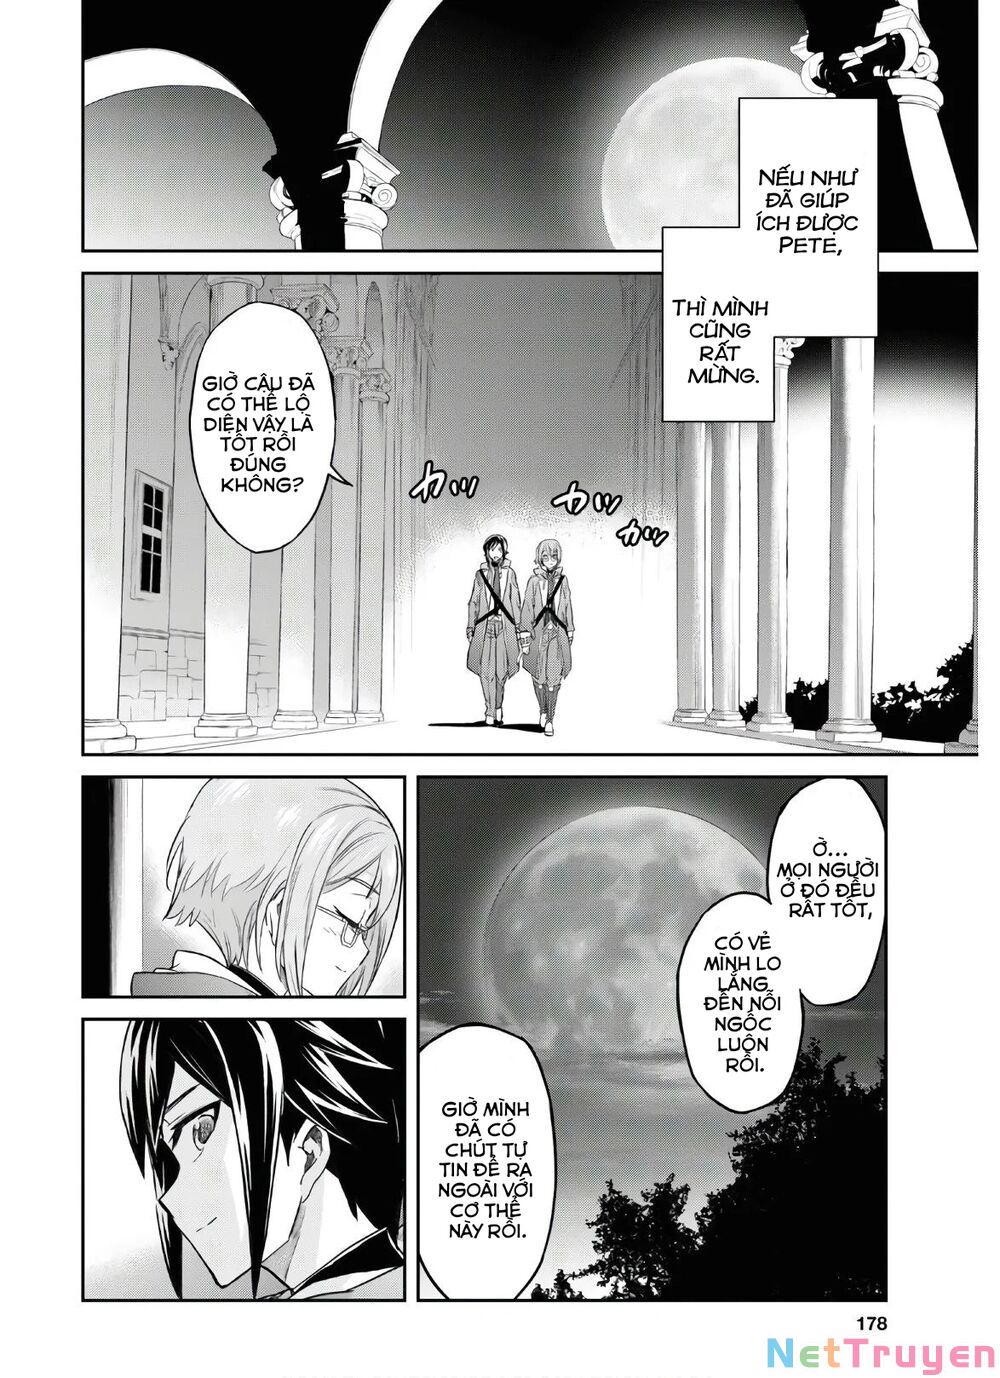 NẾU NHƯ
ĐÃ GIÚP
ÍCH ĐƯỢC
PETE,
THÌ MÌNH
CŨNG
RẤT
MỪNG.
GIỜ CẬU ĐÃ
CÓ THỂ LỘ
DIỆN VẬY LÀ
TỐT RỒI
ĐÚNG
KHÔNG?
カッ
カッ
カッ
Ờ...
MỌI NGƯỜI
Ở ĐÓ ĐỀU
RẤT TỐT,
CÓ VẺ
MÌNH LO
LẮNG
ĐẾN NỖI
NGỐC
LUÔN
RỒI.
GIỜ MÌNH
ĐÃ CÓ
CHÚT TỰ
TIN ĐỂ RA
NGOÀI VỚI
CƠ THỂ
NÀY RỒI.
178
NetTruyen